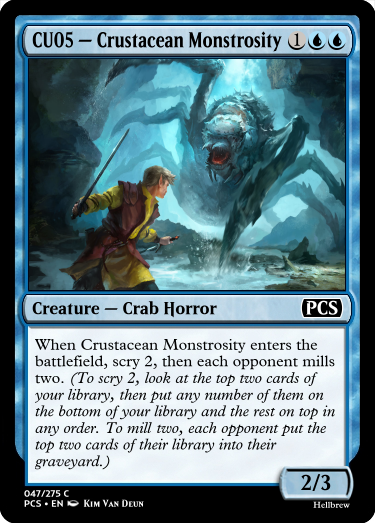 CU05 — Crustacean Monstrosity 1
Creature — Crab Horror PCS
When Crustacean Monstrosity enters the
battlefield, scry 2, then each opponent mills
two. (To scry 2, look at the top two cards of
your library, then put any number of them on
the bottom of your library and the rest on top in
any order. To mill two, each opponent put the
top two cards of their library into their
graveyard.)
2/3
047/275 C
PCS • EN Kim Van Deun
Hellbrew